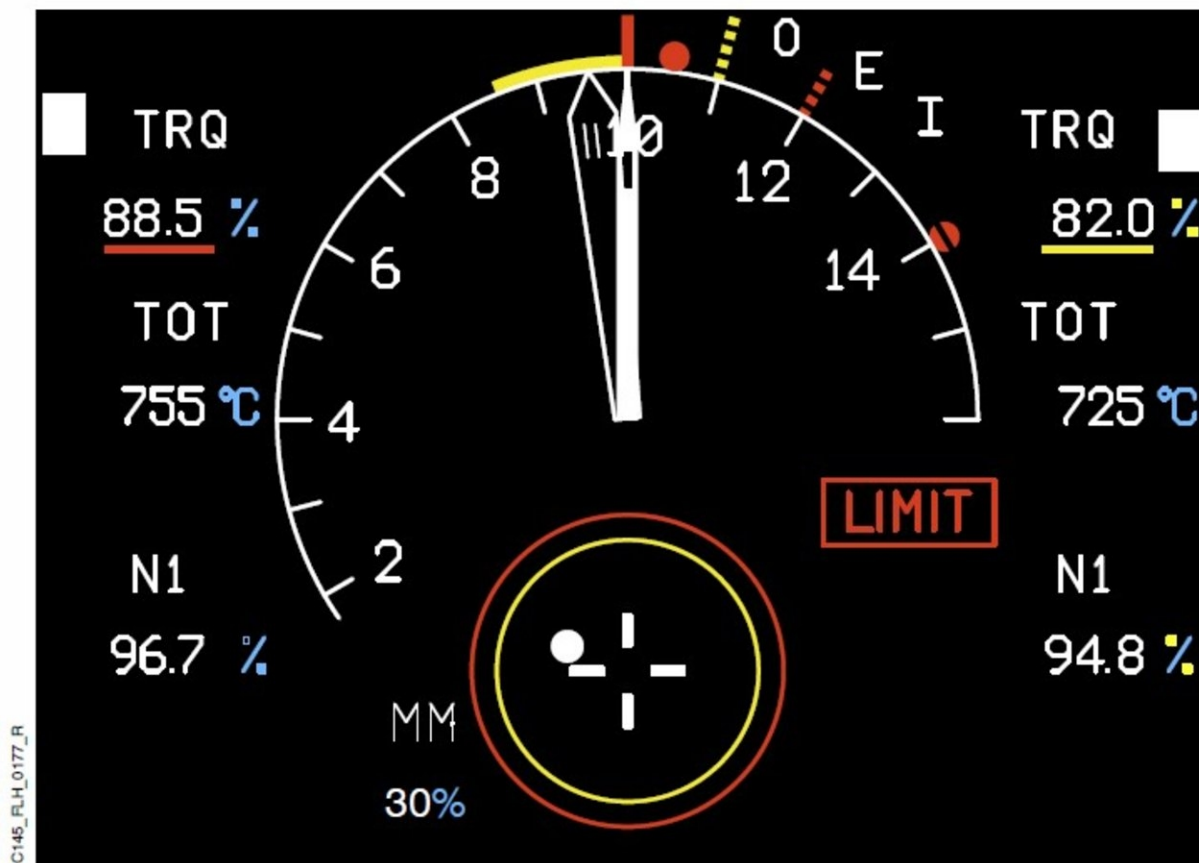 O
E
I
TRQ
88.5 %
TOT
755 °C
N1
96.7 %
10
8
12
6
14
4
2
TRQ
82.0 %
TOT
725 °C
LIMIT
N1
94.8 %
MM
30%
C145_FLH_0177_R